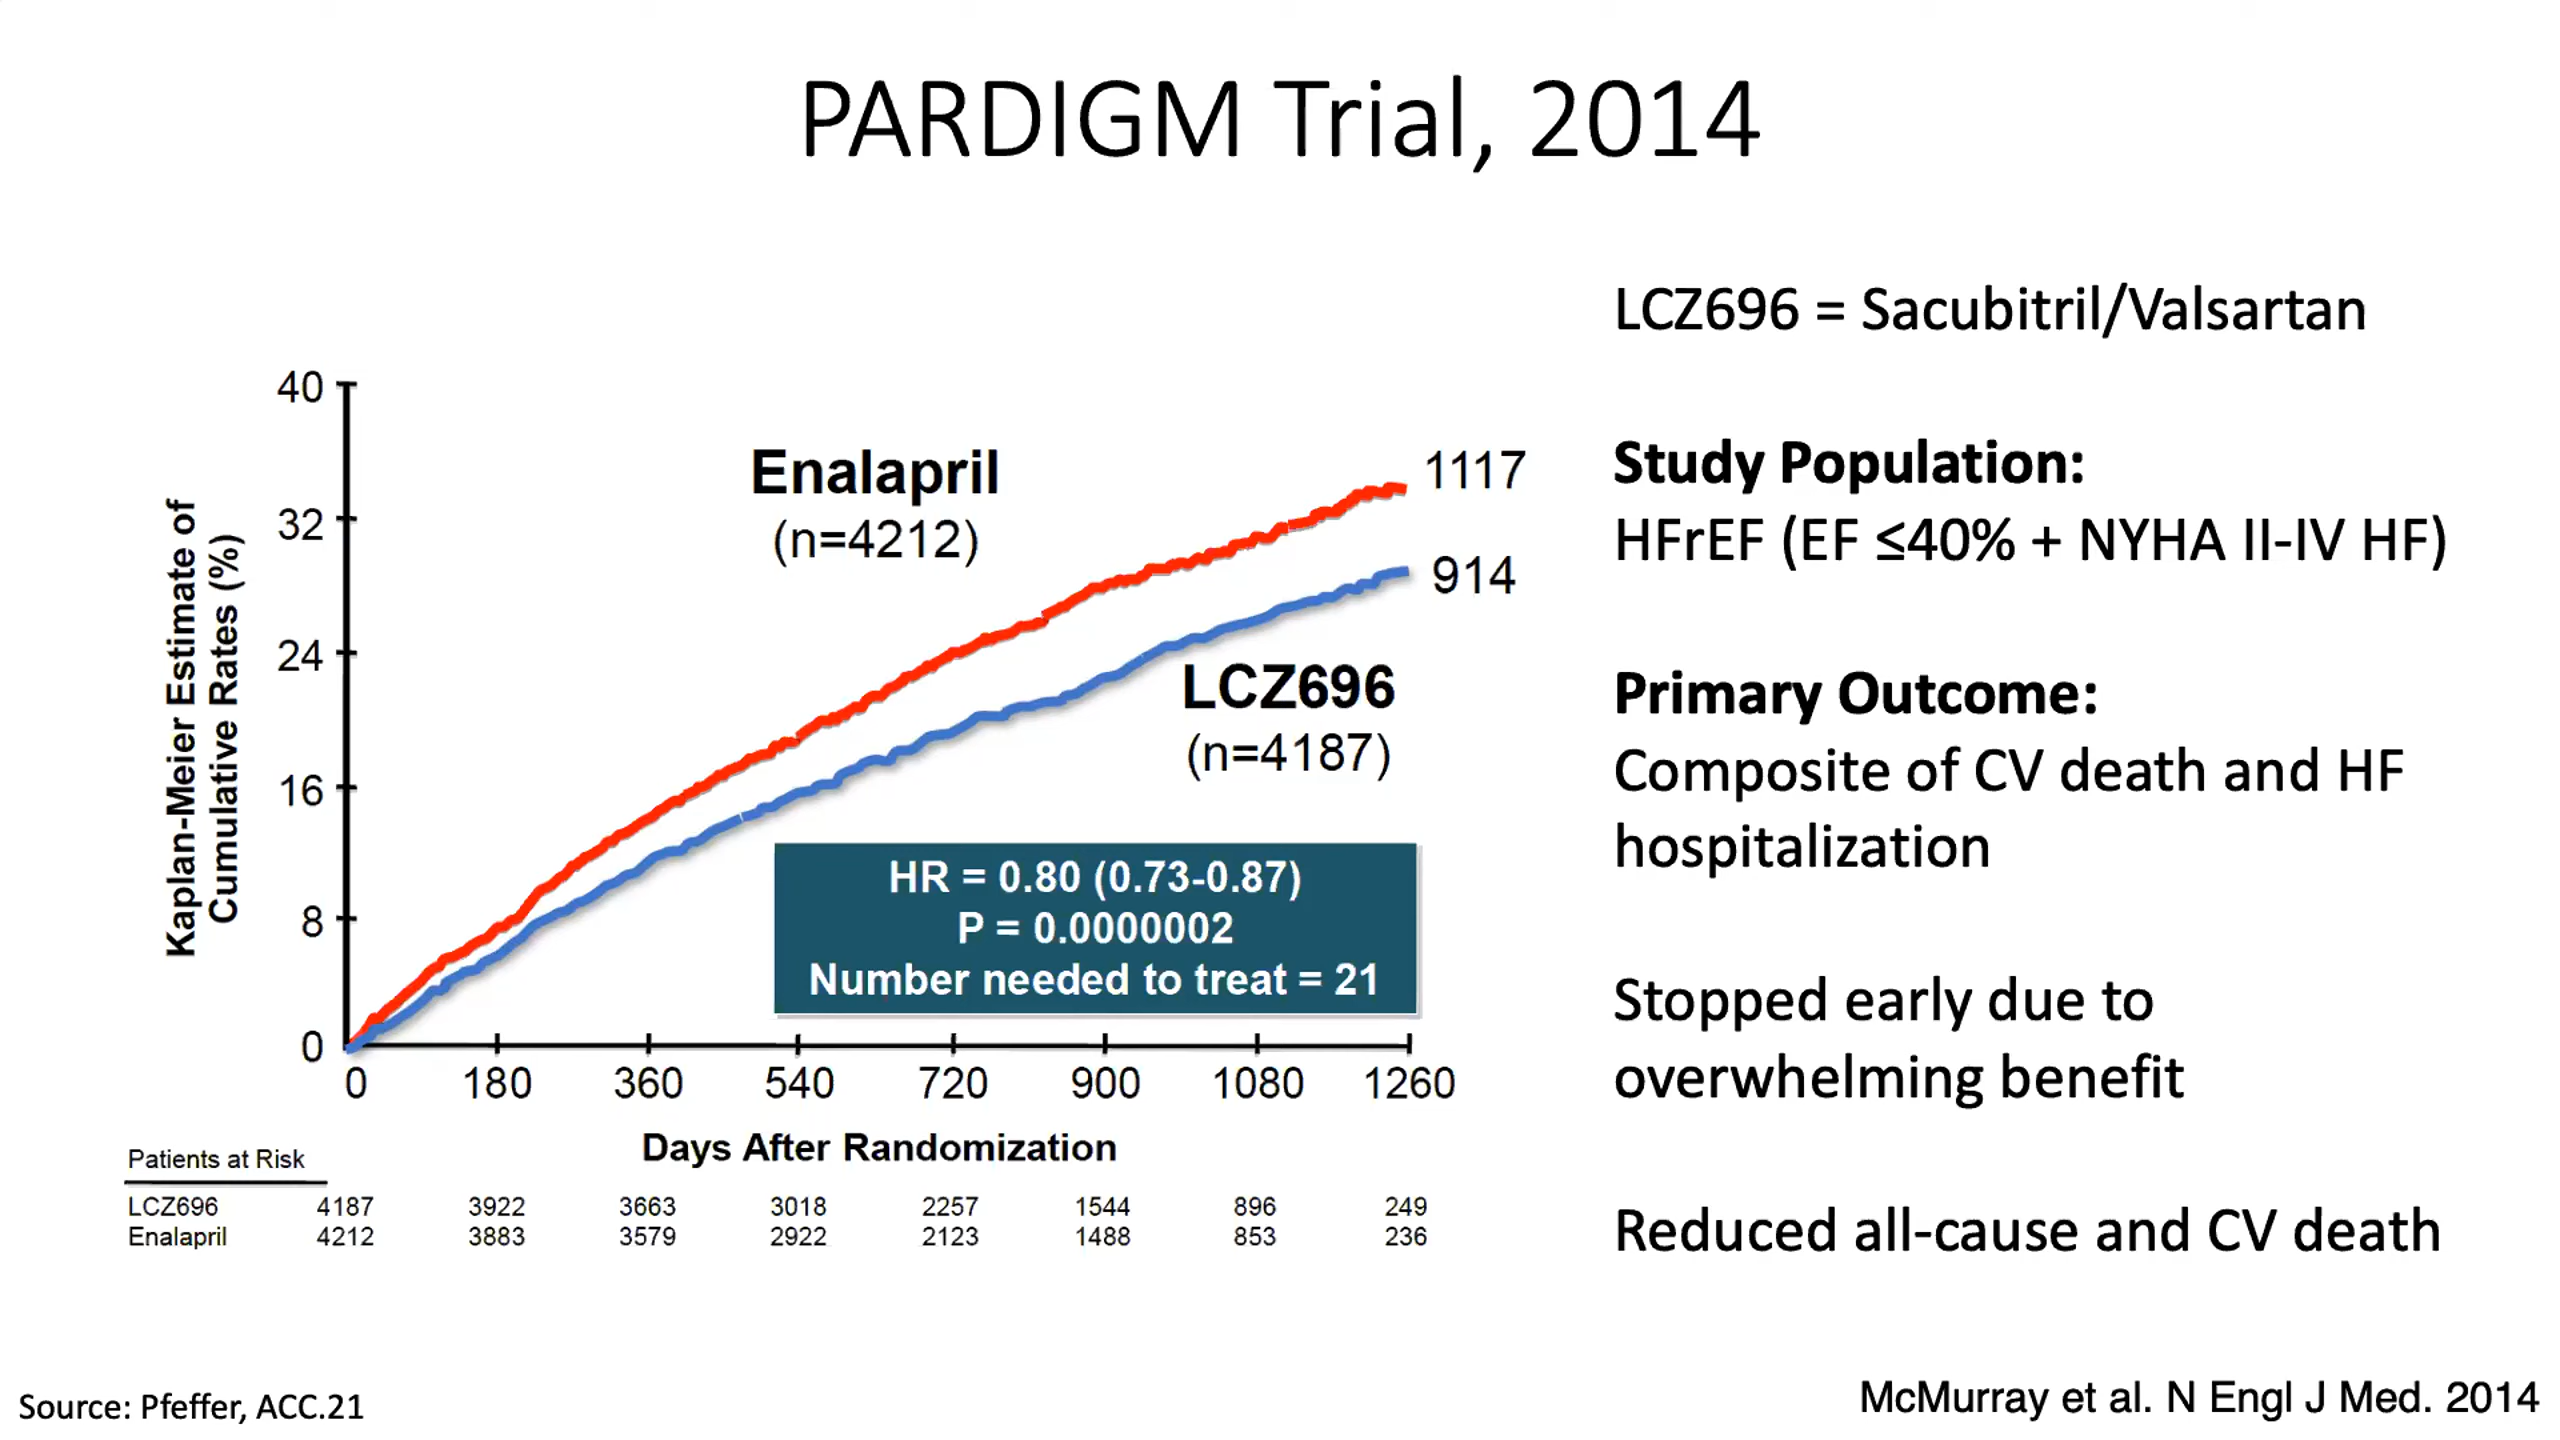 PARDIGM Trial, 2014
Kaplan-Meier Estimate of
Cumulative Rates (%)
40
32
24
16
8
0
Enalapril
(n=4212)
1117
914
LCZ696
(n=4187)
HR = 0.80 (0.73-0.87)
P = 0.0000002
Number needed to treat = 21
0 180 360 540 720 900 1080 1260
Days After Randomization
Patients at Risk
LCZ696 4187 3922 3663 3018 2257 1544 896 249
Enalapril 4212 3883 3579 2922 2123 1488 853 236
LCZ696 = Sacubitril/Valsartan
Study Population:
HFrEF (EF ≤40% + NYHA II-IV HF)
Primary Outcome:
Composite of CV death and HF
hospitalization
Stopped early due to
overwhelming benefit
Reduced all-cause and CV death
Source: Pfeffer, ACC.21
McMurray et al. N Engl J Med. 2014